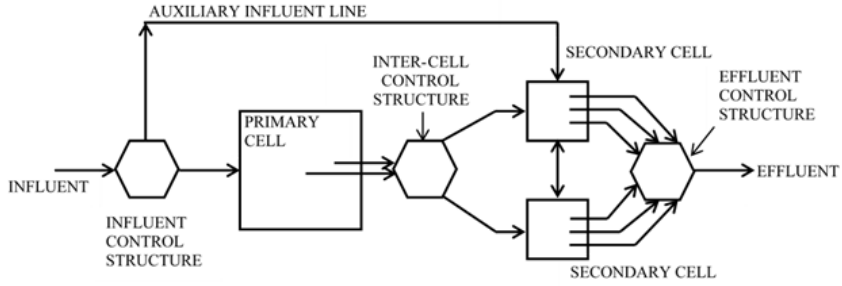 AUXILIARY INFLUENT LINE
INTER-CELL
CONTROL
STRUCTURE
SECONDARY CELL
EFFLUENT
CONTROL
STRUCTURE
PRIMARY
CELL
INFLUENT
EFFLUENT
INFLUENT
CONTROL
STRUCTURE
SECONDARY CELL